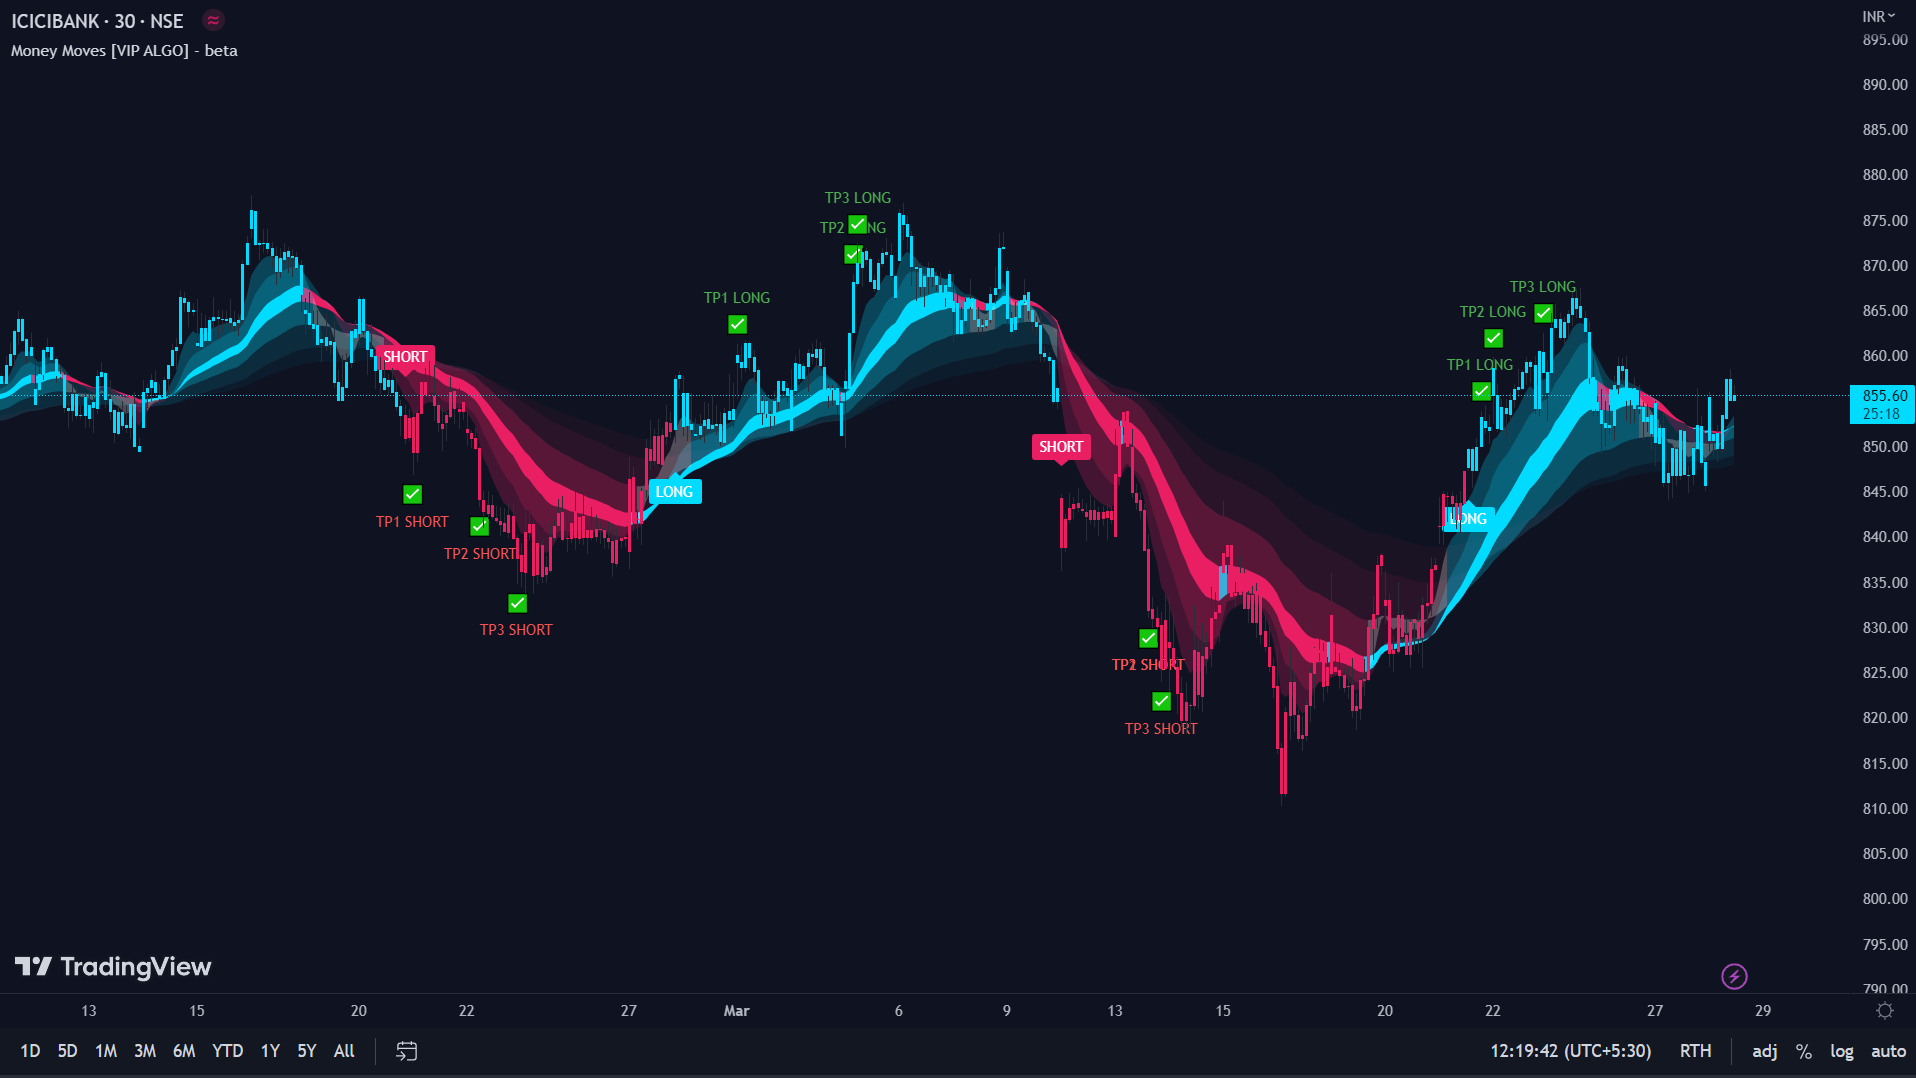 ICICIBANK · 30 · NSE
Money Moves [VIP ALGO] - beta
INR
895.00
890.00
885.00
880.00
875.00
870.00
865.00
860.00
855.60
25:18
850.00
845.00
840.00
835.00
830.00
825.00
820.00
815.00
810.00
805.00
800.00
795.00
790.00
TP3 LONG
TP2
NG
TP1 LONG
TP3 LONG
TP2 LONG
TP1 LONG
SHORT
SHORT
LONG
LONG
TP1 SHORT
TP2 SHORT
TP3 SHORT
TP2 SHORT
TP3 SHORT
TradingView
13 15 20 22 27 Mar 6 9 13 15 20 22 27 29
1D 5D 1M 3M 6M YTD 1Y 5Y All
12:19:42 (UTC+5:30) RTH adj % log auto